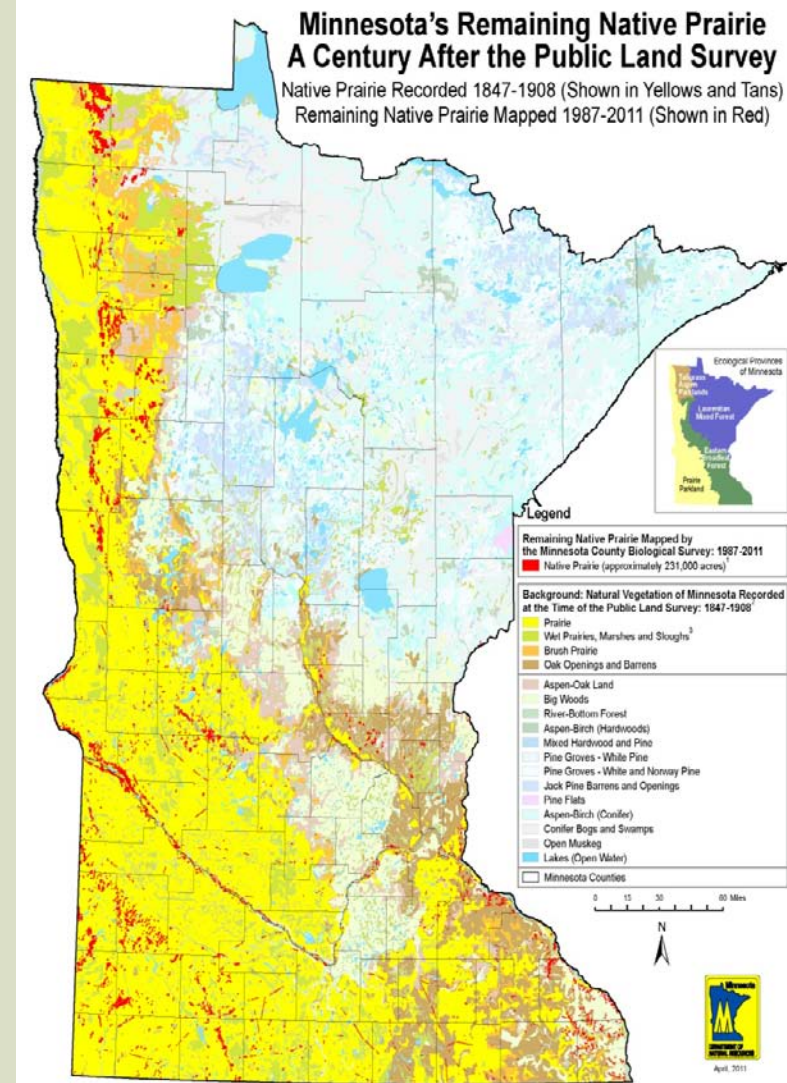 Minnesota's Remaining Native Prairie
A Century After the Public Land Survey
Native Prairie Recorded 1847-1908 (Shown in Yellows and Tans)
Remaining Native Prairie Mapped 1987-2011 (Shown in Red)
Ecological Provinces
of Minnesota
Tallgrass
Aspen
Parklands
Laurentian
Mixed Forest
Eastern
Broadleaf
Forest
Prairie
Parkland
Legend
Remaining Native Prairie Mapped by
the Minnesota County Biological Survey: 1987-2011
Native Prairie (approximately 231,000 acres)¹
Background: Natural Vegetation of Minnesota Recorded
at the Time of the Public Land Survey: 1847-1908
Prairie
Wet Prairies, Marshes and Sloughs³
Brush Prairie
Oak Openings and Barrens
Aspen-Oak Land
Big Woods
River-Bottom Forest
Aspen-Birch (Hardwoods)
Mixed Hardwood and Pine
Pine Groves - White Pine
Pine Groves - White and Norway Pine
Jack Pine Barrens and Openings
Pine Flats
Aspen-Birch (Conifer)
Conifer Bogs and Swamps
Open Muskeg
Lakes (Open Water)
Minnesota Counties
0 15 30 60 Miles
N
Minnesota
DEPARTMENT OF
NATURAL RESOURCES
April, 2011